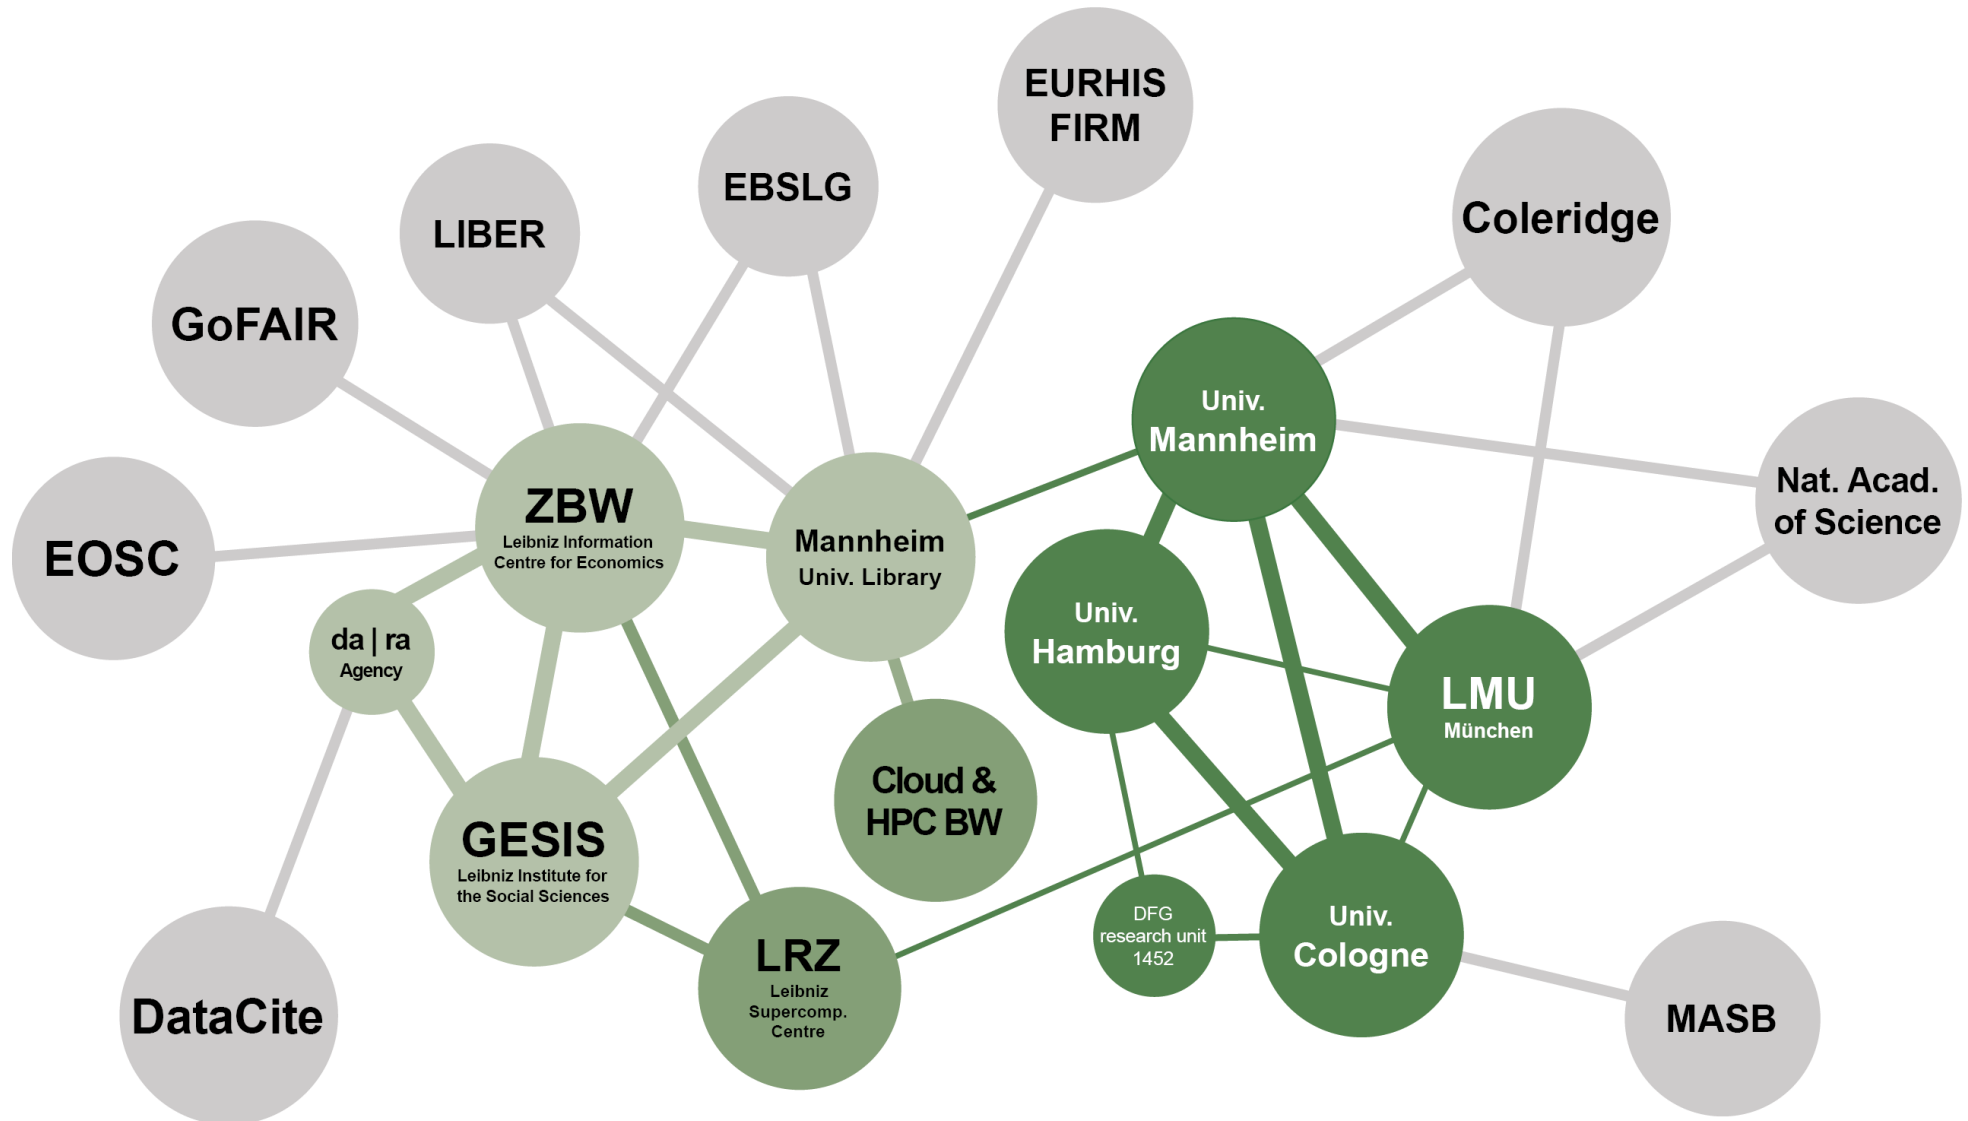 EURHIS
FIRM
EBSLG
LIBER
Coleridge
GoFAIR
Univ.
Mannheim
Nat. Acad.
of Science
ZBW
Leibniz Information
Centre for Economics
Mannheim
Univ. Library
EOSC
da | ra
Agency
Univ.
Hamburg
LMU
München
Cloud &
HPC BW
GESIS
Leibniz Institute for
the Social Sciences
LRZ
Leibniz
Supercomp.
Centre
DFG
research unit
1452
Univ.
Cologne
DataCite
MASB